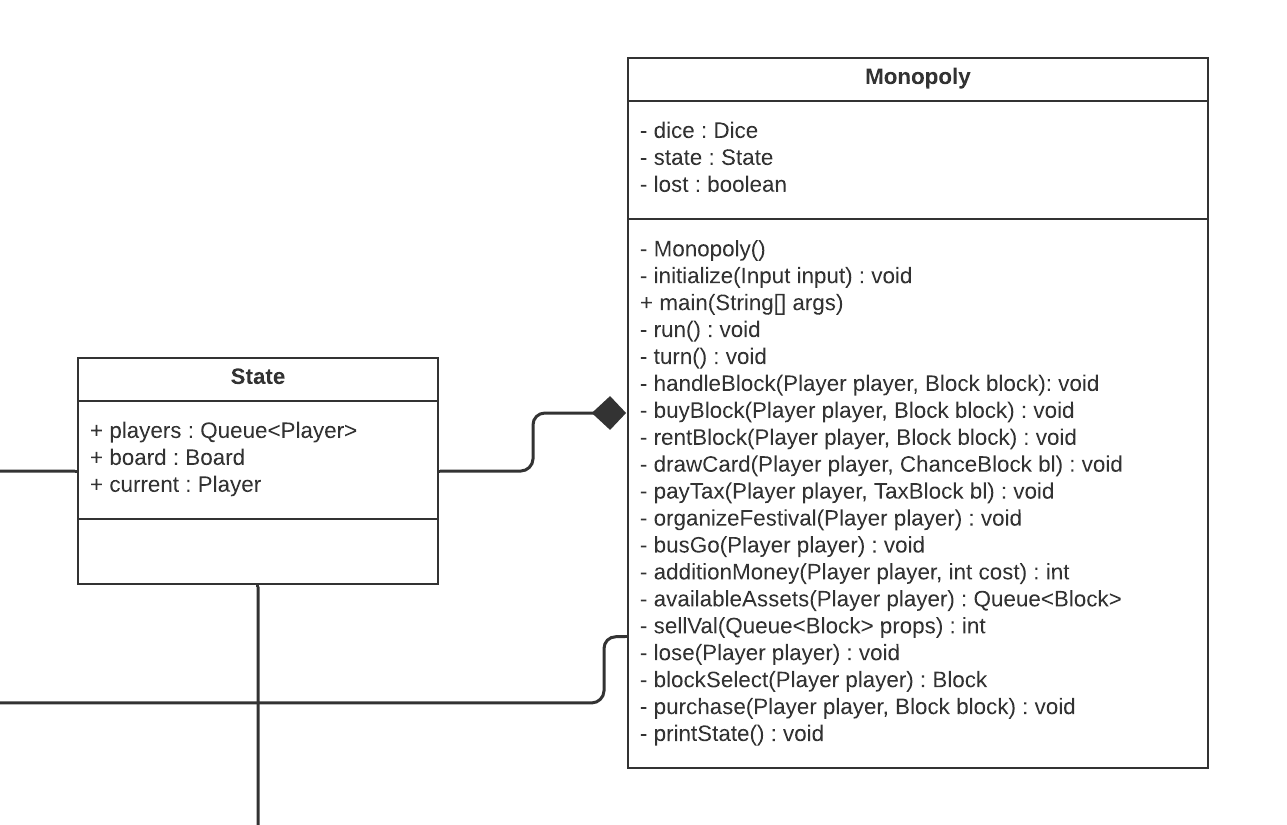 Monopoly
- dice : Dice
- state : State
- lost : boolean
- Monopoly()
- initialize(Input input) : void
+ main(String[] args)
- run() : void
- turn() : void
- handleBlock(Player player, Block block): void
- buyBlock(Player player, Block block) : void
- rentBlock(Player player, Block block) : void
- drawCard(Player player, ChanceBlock bl) : void
- payTax(Player player, TaxBlock bl) : void
- organizeFestival(Player player) : void
- busGo(Player player) : void
- additionMoney(Player player, int cost) : int
- availableAssets(Player player) : Queue<Block>
- sellVal(Queue<Block> props) : int
- lose(Player player) : void
- blockSelect(Player player) : Block
- purchase(Player player, Block block) : void
- printState() : void
State
+ players : Queue<Player>
+ board : Board
+ current : Player